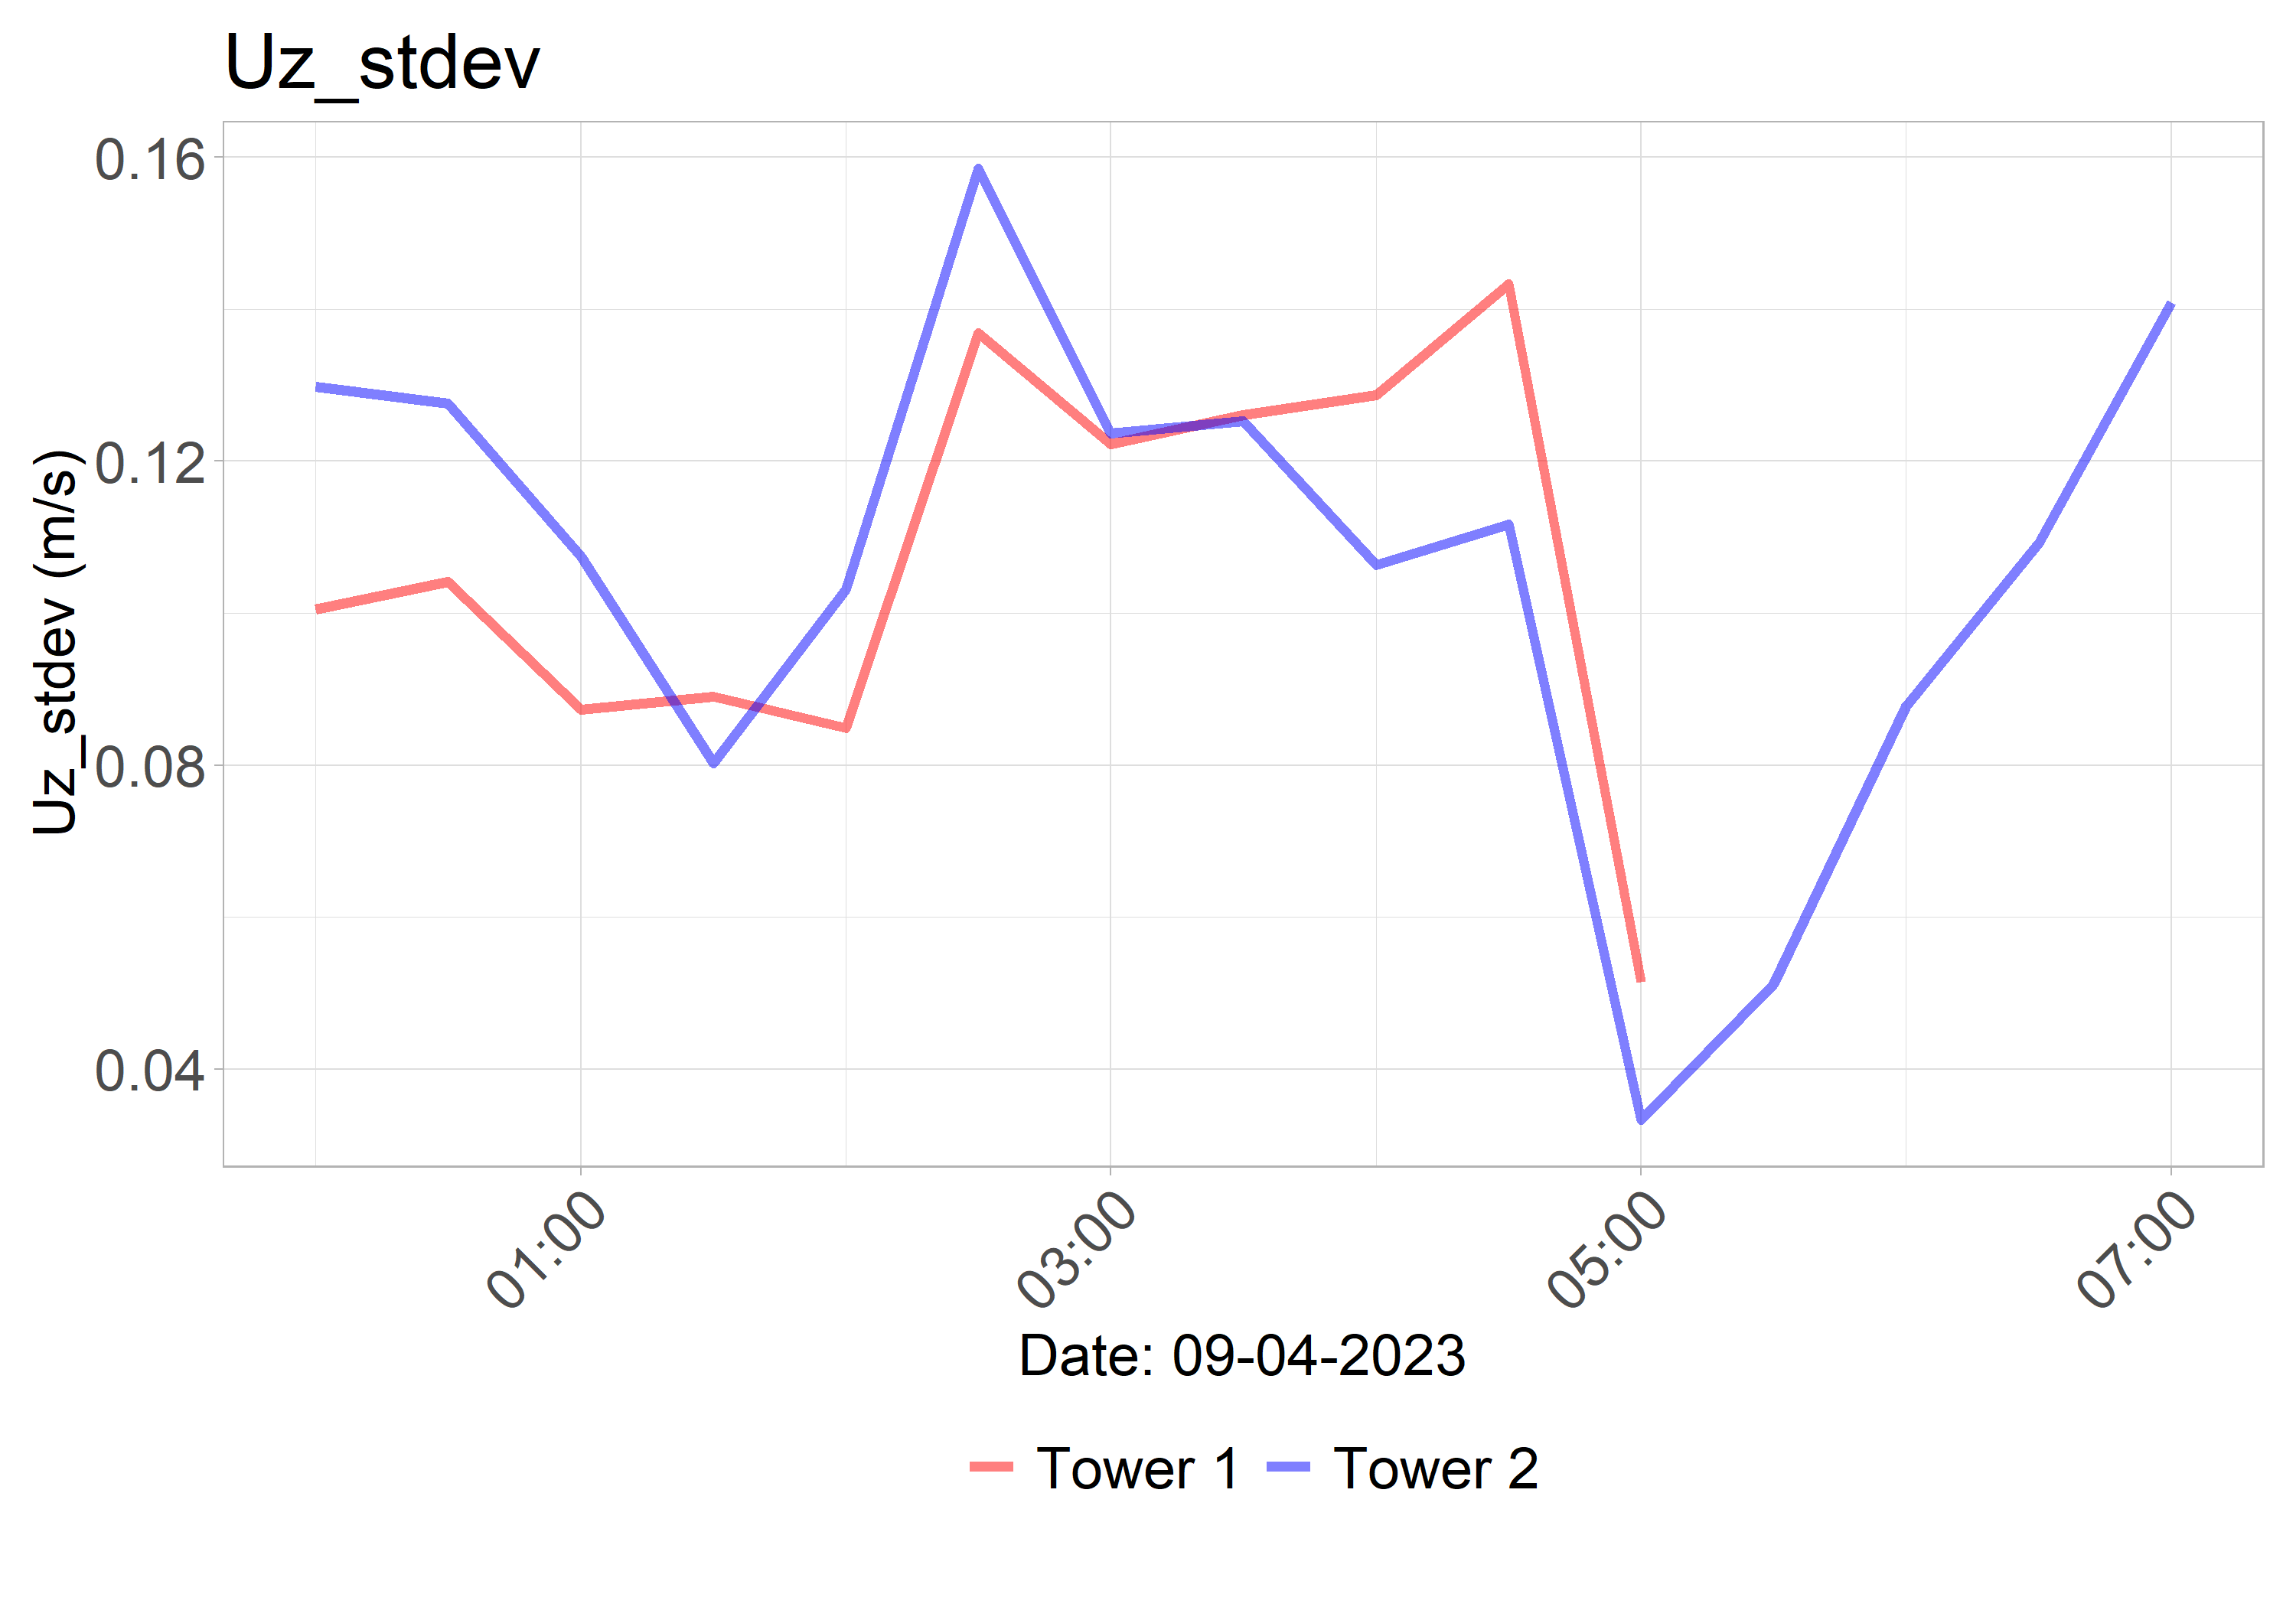 Uz_stdev
Uz_stdev (m/s)
0.16
0.12
0.08
0.04
01:00
03:00
05:00
07:00
Date: 09-04-2023
Tower 1
Tower 2